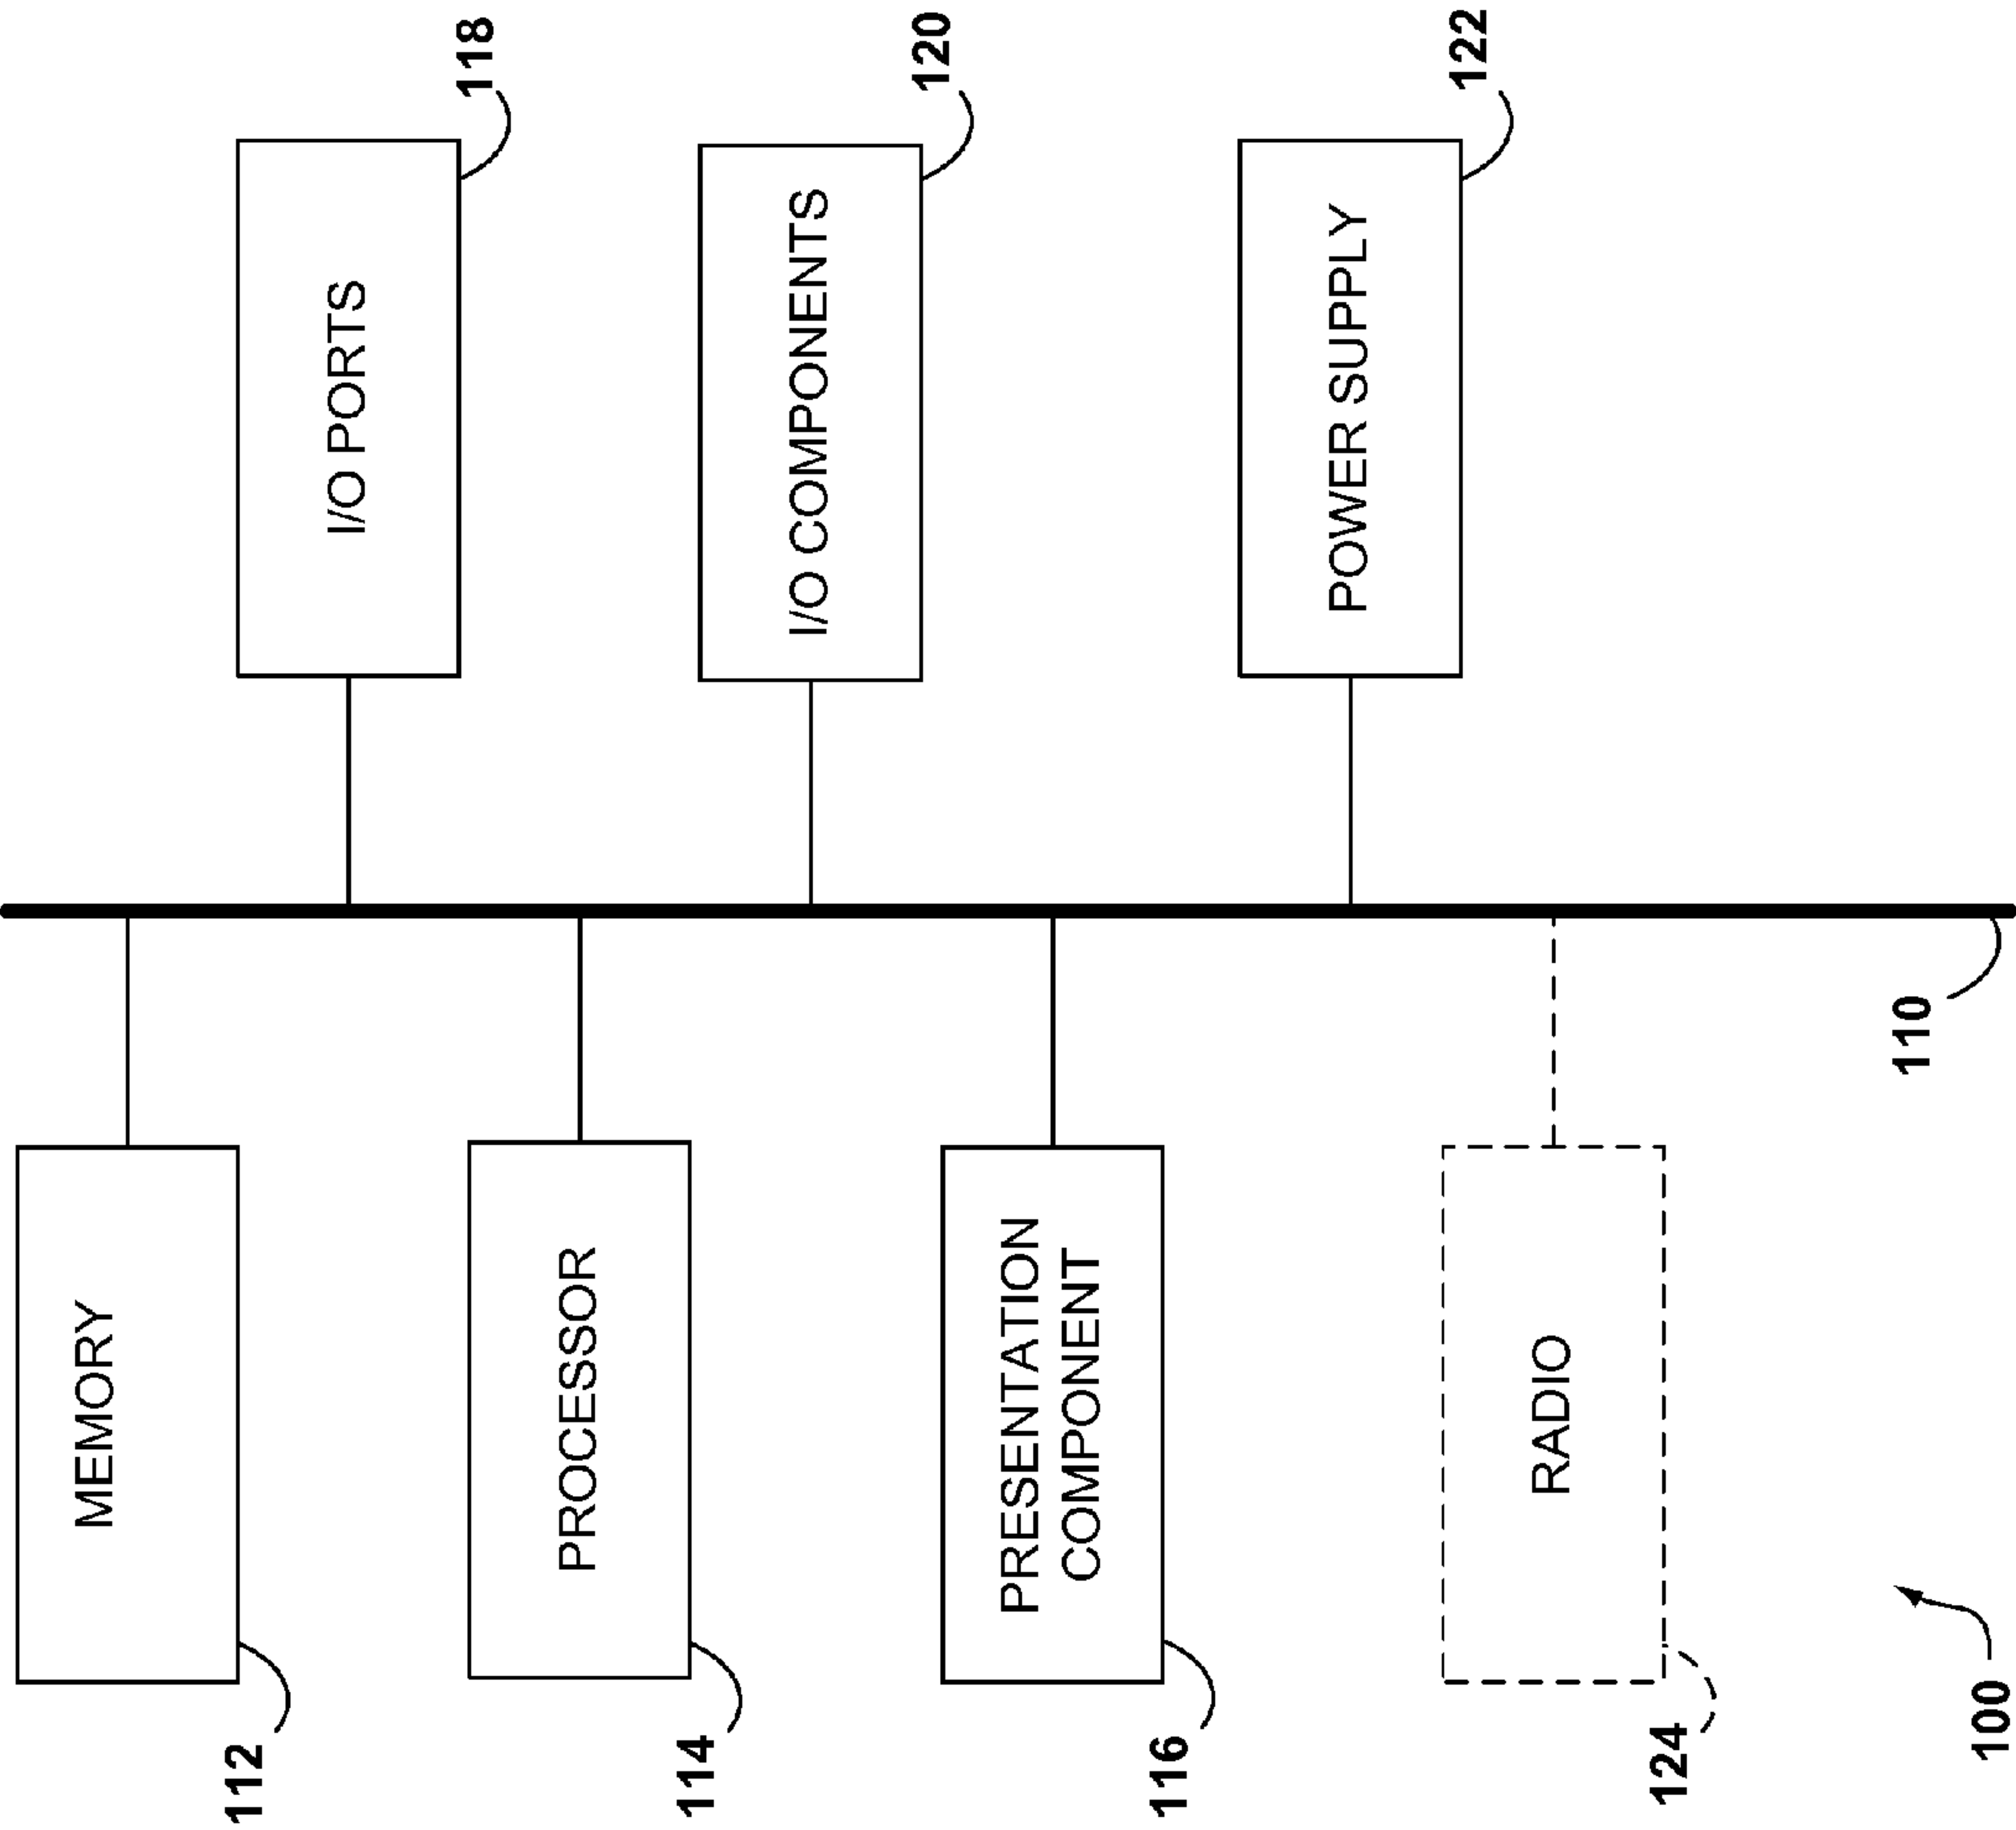 MEMORY
112
PROCESSOR
114
PRESENTATION
COMPONENT
116
RADIO
124
I/O PORTS
118
I/O COMPONENTS
120
POWER SUPPLY
122
110
100